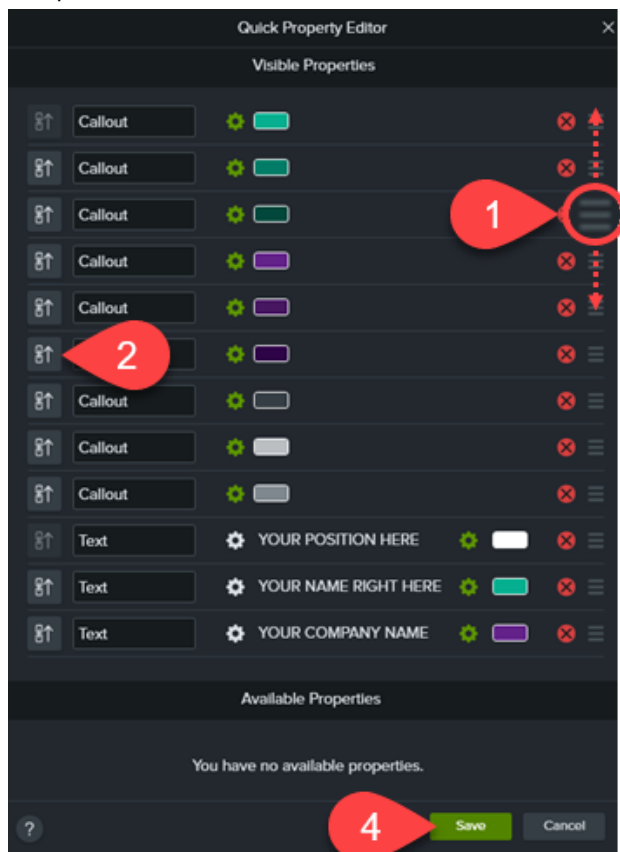 Quick Property Editor ×
Visible Properties
Callout
Callout
Callout 1
Callout
Callout
2
Callout
Callout
Callout
Text YOUR POSITION HERE
Text YOUR NAME RIGHT HERE
Text YOUR COMPANY NAME
Available Properties
You have no available properties.
? 4 Save Cancel